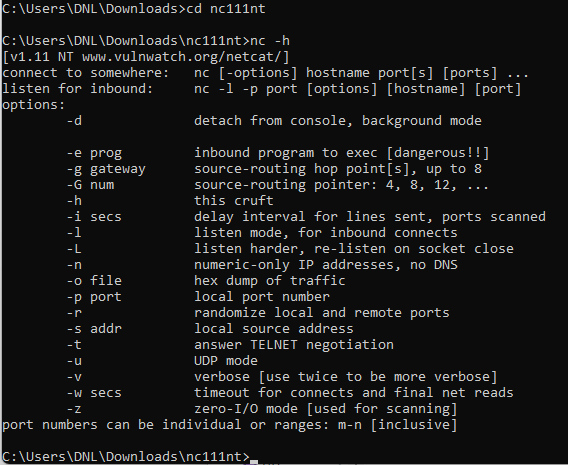 C:\Users\DNL\Downloads>cd nc111nt
C:\Users\DNL\Downloads\nc111nt>nc -h
[v1.11 NT www.vulnwatch.org/netcat/]
connect to somewhere:   nc [-options] hostname port[s] [ports] ...
listen for inbound:     nc -l -p port [options] [hostname] [port]
options:
        -d              detach from console, background mode
        -e prog         inbound program to exec [dangerous!!]
        -g gateway      source-routing hop point[s], up to 8
        -G num          source-routing pointer: 4, 8, 12, ...
        -h              this cruft
        -i secs         delay interval for lines sent, ports scanned
        -l              listen mode, for inbound connects
        -L              listen harder, re-listen on socket close
        -n              numeric-only IP addresses, no DNS
        -o file         hex dump of traffic
        -p port         local port number
        -r              randomize local and remote ports
        -s addr         local source address
        -t              answer TELNET negotiation
        -u              UDP mode
        -v              verbose [use twice to be more verbose]
        -w secs         timeout for connects and final net reads
        -z              zero-I/O mode [used for scanning]
port numbers can be individual or ranges: m-n [inclusive]
C:\Users\DNL\Downloads\nc111nt>